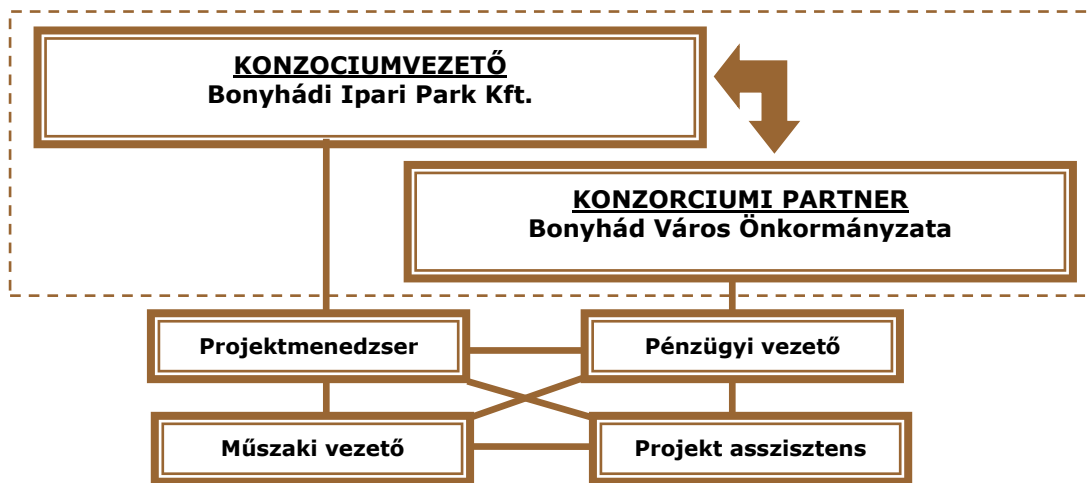 KONZOCIUMVEZETŐ
Bonyhádi Ipari Park Kft.
KONZORCIUMI PARTNER
Bonyhád Város Önkormányzata
Projektmenedzser
Pénzügyi vezető
Műszaki vezető
Projekt asszisztens